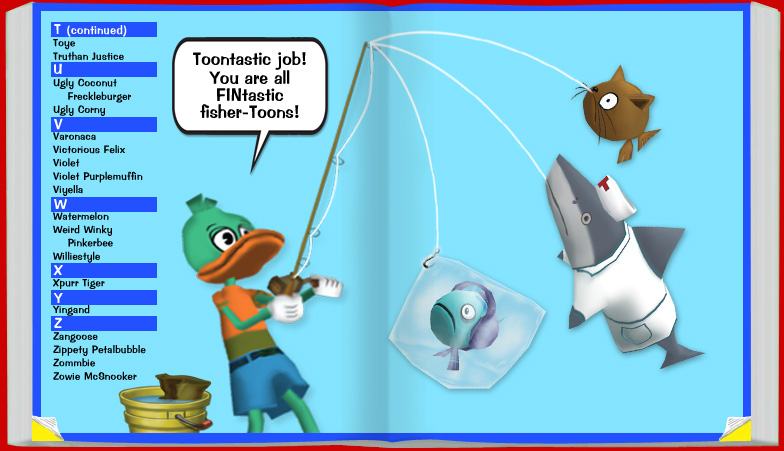 T (continued)
Toye
Truthan Justice
U
Ugly Coconut
Freckleburger
Ugly Corny
V
Varonaca
Victorious Felix
Violet
Violet Purplemuffin
Viyella
W
Watermelon
Weird Winky
Pinkerbee
Williestyle
X
Xpurr Tiger
Y
Yingand
Z
Zangoose
Zippety Petalbubble
Zommbie
Zowie McSnooker
Toontastic job!
You are all
FINtastic
fisher-Toons!
T